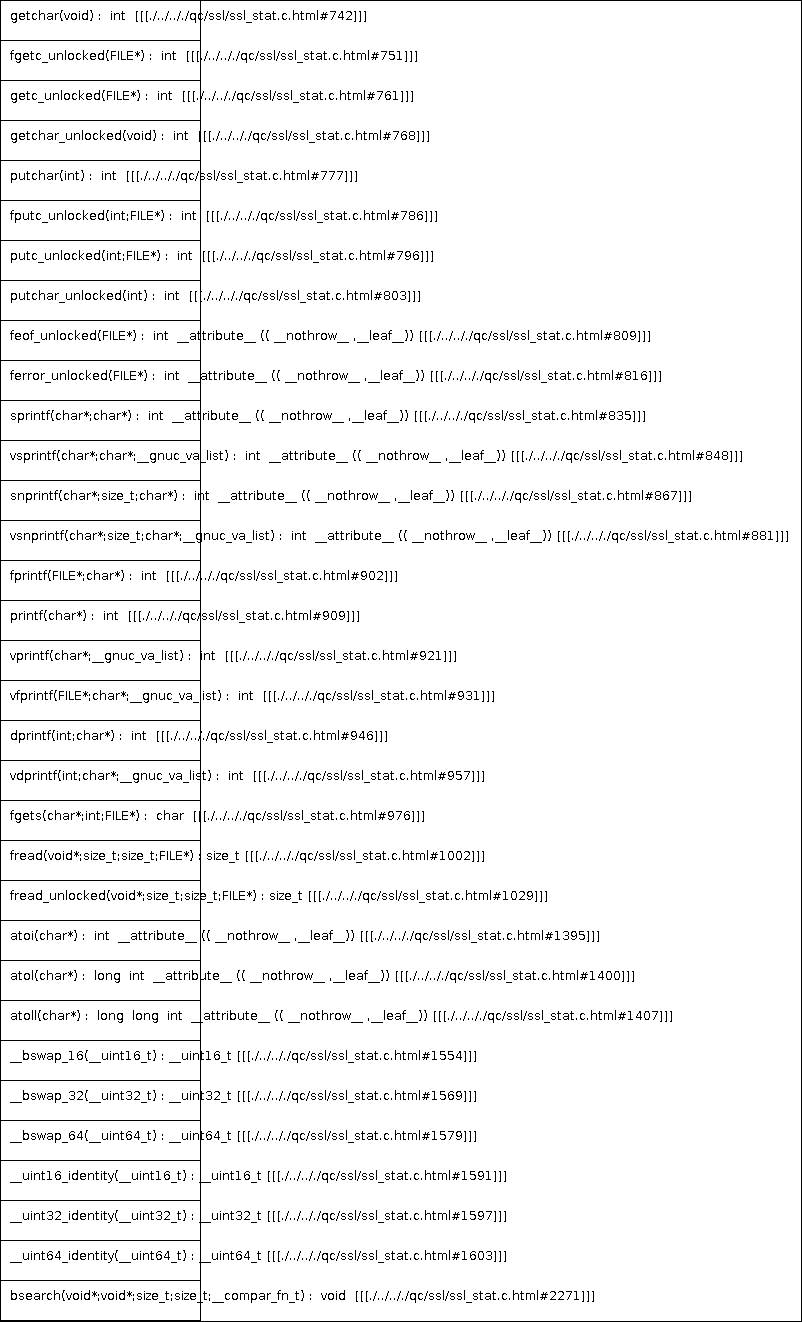 getchar(void) : int [[[./../.././qc/ssl/ssl_stat.c.html#742]]]
fgetc_unlocked(FILE*) : int [[[./../.././qc/ssl/ssl_stat.c.html#751]]]
getc_unlocked(FILE*) : int [[[./../.././qc/ssl/ssl_stat.c.html#761]]]
getchar_unlocked(void) : int [[[./../.././qc/ssl/ssl_stat.c.html#768]]]
putchar(int) : int [[[./../.././qc/ssl/ssl_stat.c.html#777]]]
fputc_unlocked(int;FILE*) : int [[[./../.././qc/ssl/ssl_stat.c.html#786]]]
putc_unlocked(int;FILE*) : int [[[./../.././qc/ssl/ssl_stat.c.html#796]]]
putchar_unlocked(int) : int [[[./../.././qc/ssl/ssl_stat.c.html#803]]]
feof_unlocked(FILE*) : int __attribute__ (( __nothrow__ ,__leaf__)) [[[./../.././qc/ssl/ssl_stat.c.html#809]]]
ferror_unlocked(FILE*) : int __attribute__ (( __nothrow__ ,__leaf__)) [[[./../.././qc/ssl/ssl_stat.c.html#816]]]
sprintf(char*;char*) : int __attribute__ (( __nothrow__ ,__leaf__)) [[[./../.././qc/ssl/ssl_stat.c.html#835]]]
vsprintf(char*;char*;__gnuc_va_list) : int __attribute__ (( __nothrow__ ,__leaf__)) [[[./../.././qc/ssl/ssl_stat.c.html#848]]]
snprintf(char*;size_t;char*) : int __attribute__ (( __nothrow__ ,__leaf__)) [[[./../.././qc/ssl/ssl_stat.c.html#867]]]
vsnprintf(char*;size_t;char*;__gnuc_va_list) : int __attribute__ (( __nothrow__ ,__leaf__)) [[[./../.././qc/ssl/ssl_stat.c.html#881]]]
fprintf(FILE*;char*) : int [[[./../.././qc/ssl/ssl_stat.c.html#902]]]
printf(char*) : int [[[./../.././qc/ssl/ssl_stat.c.html#909]]]
vprintf(char*;__gnuc_va_list) : int [[[./../.././qc/ssl/ssl_stat.c.html#921]]]
vfprintf(FILE*;char*;__gnuc_va_list) : int [[[./../.././qc/ssl/ssl_stat.c.html#931]]]
dprintf(int;char*) : int [[[./../.././qc/ssl/ssl_stat.c.html#946]]]
vdprintf(int;char*;__gnuc_va_list) : int [[[./../.././qc/ssl/ssl_stat.c.html#957]]]
fgets(char*;int;FILE*) : char [[[./../.././qc/ssl/ssl_stat.c.html#976]]]
fread(void*;size_t;size_t;FILE*) : size_t [[[./../.././qc/ssl/ssl_stat.c.html#1002]]]
fread_unlocked(void*;size_t;size_t;FILE*) : size_t [[[./../.././qc/ssl/ssl_stat.c.html#1029]]]
atoi(char*) : int __attribute__ (( __nothrow__ ,__leaf__)) [[[./../.././qc/ssl/ssl_stat.c.html#1395]]]
atol(char*) : long int __attribute__ (( __nothrow__ ,__leaf__)) [[[./../.././qc/ssl/ssl_stat.c.html#1400]]]
atoll(char*) : long long int __attribute__ (( __nothrow__ ,__leaf__)) [[[./../.././qc/ssl/ssl_stat.c.html#1407]]]
__bswap_16(__uint16_t) : __uint16_t [[[./../.././qc/ssl/ssl_stat.c.html#1554]]]
__bswap_32(__uint32_t) : __uint32_t [[[./../.././qc/ssl/ssl_stat.c.html#1569]]]
__bswap_64(__uint64_t) : __uint64_t [[[./../.././qc/ssl/ssl_stat.c.html#1579]]]
__uint16_identity(__uint16_t) : __uint16_t [[[./../.././qc/ssl/ssl_stat.c.html#1591]]]
__uint32_identity(__uint32_t) : __uint32_t [[[./../.././qc/ssl/ssl_stat.c.html#1597]]]
__uint64_identity(__uint64_t) : __uint64_t [[[./../.././qc/ssl/ssl_stat.c.html#1603]]]
bsearch(void*;void*;size_t;size_t;__compar_fn_t) : void [[[./../.././qc/ssl/ssl_stat.c.html#2271]]]